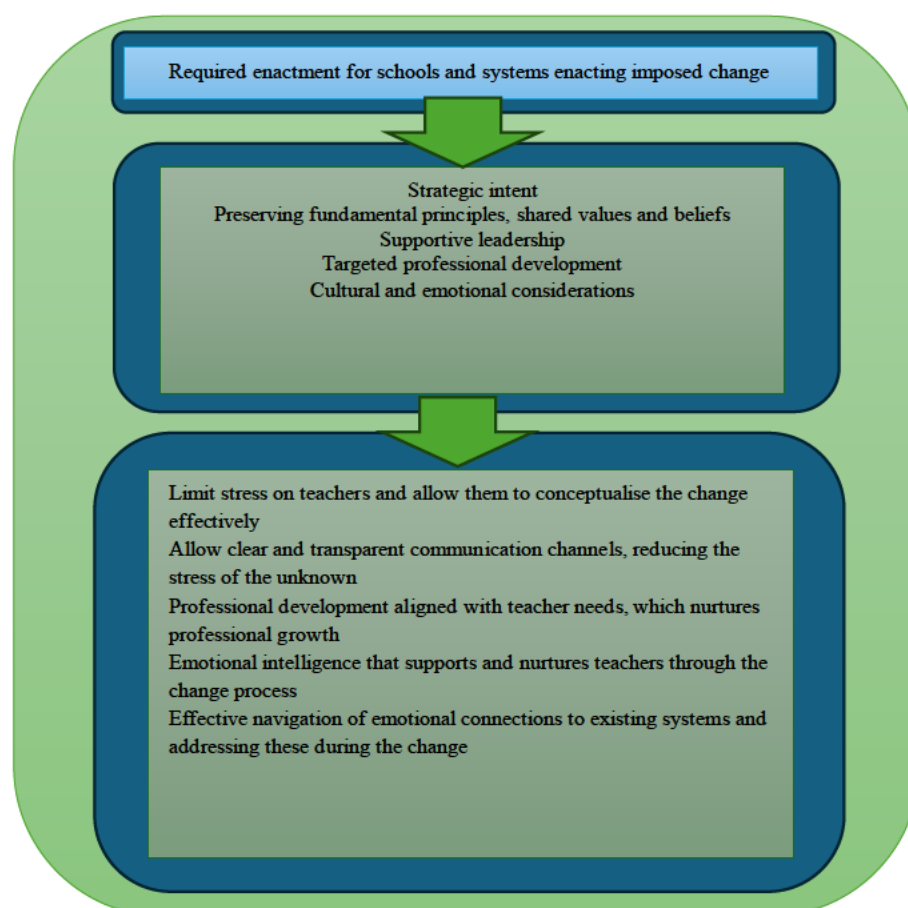 Required enactment for schools and systems enacting imposed change
Strategic intent
Preserving fundamental principles, shared values and beliefs
Supportive leadership
Targeted professional development
Cultural and emotional considerations
Limit stress on teachers and allow them to conceptualise the change
effectively
Allow clear and transparent communication channels, reducing the
stress of the unknown
Professional development aligned with teacher needs, which nurtures
professional growth
Emotional intelligence that supports and nurtures teachers through the
change process
Effective navigation of emotional connections to existing systems and
addressing these during the change